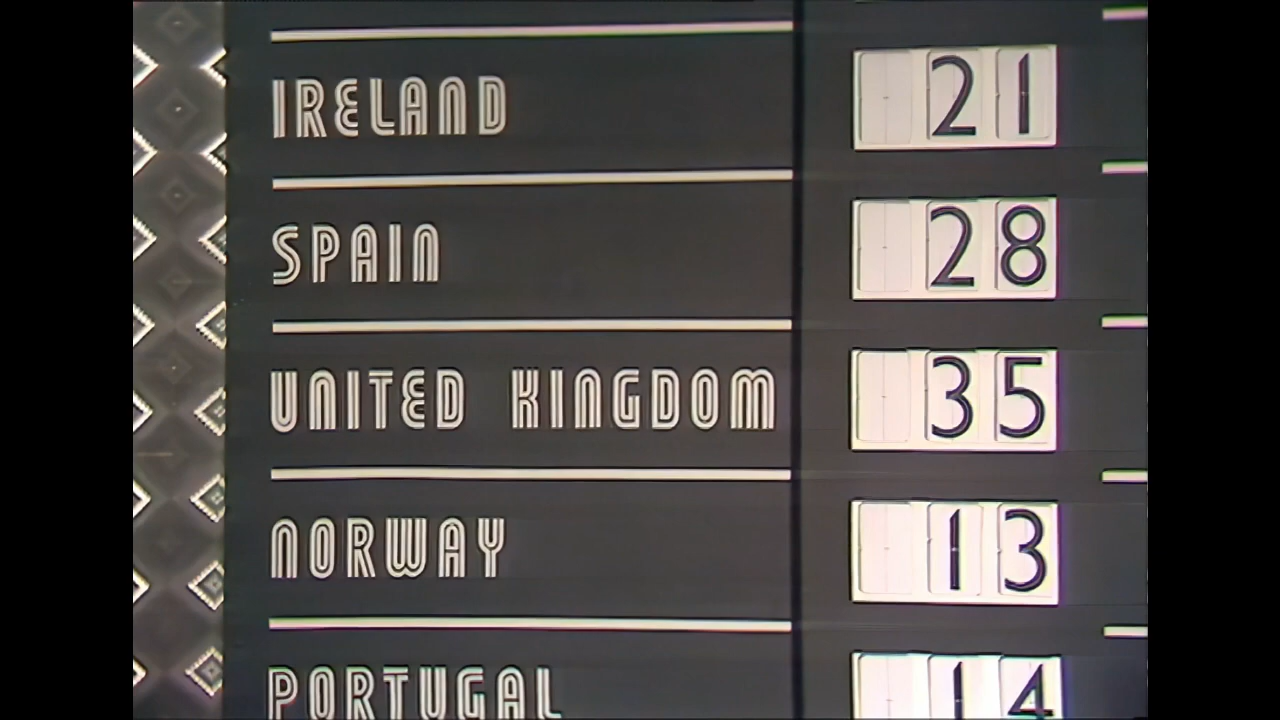 IRELAND 21
SPAIN 28
UNITED KINGDOM 35
NORWAY 13
PORTUGAL 14